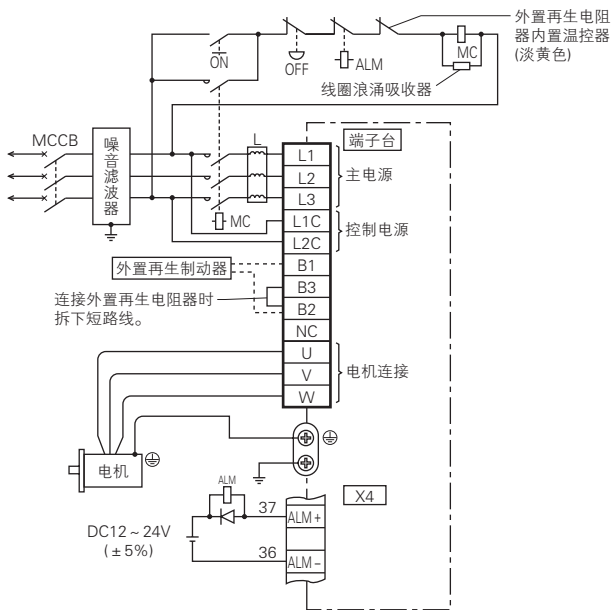 外置再生电阻
器内置温控器
(淡黄色)
ON
OFF
ALM
MC
线圈浪涌吸收器
MCCB
噪音滤波器
L
MC
端子台
L1
L2
L3
主电源
L1C
L2C
控制电源
B1
B3
B2
NC
外置再生制动器
连接外置再生电阻器时
拆下短路线。
U
V
W
电机连接
电机
X4
ALM
37
ALM+
DC12~24V
(±5%)
36
ALM-